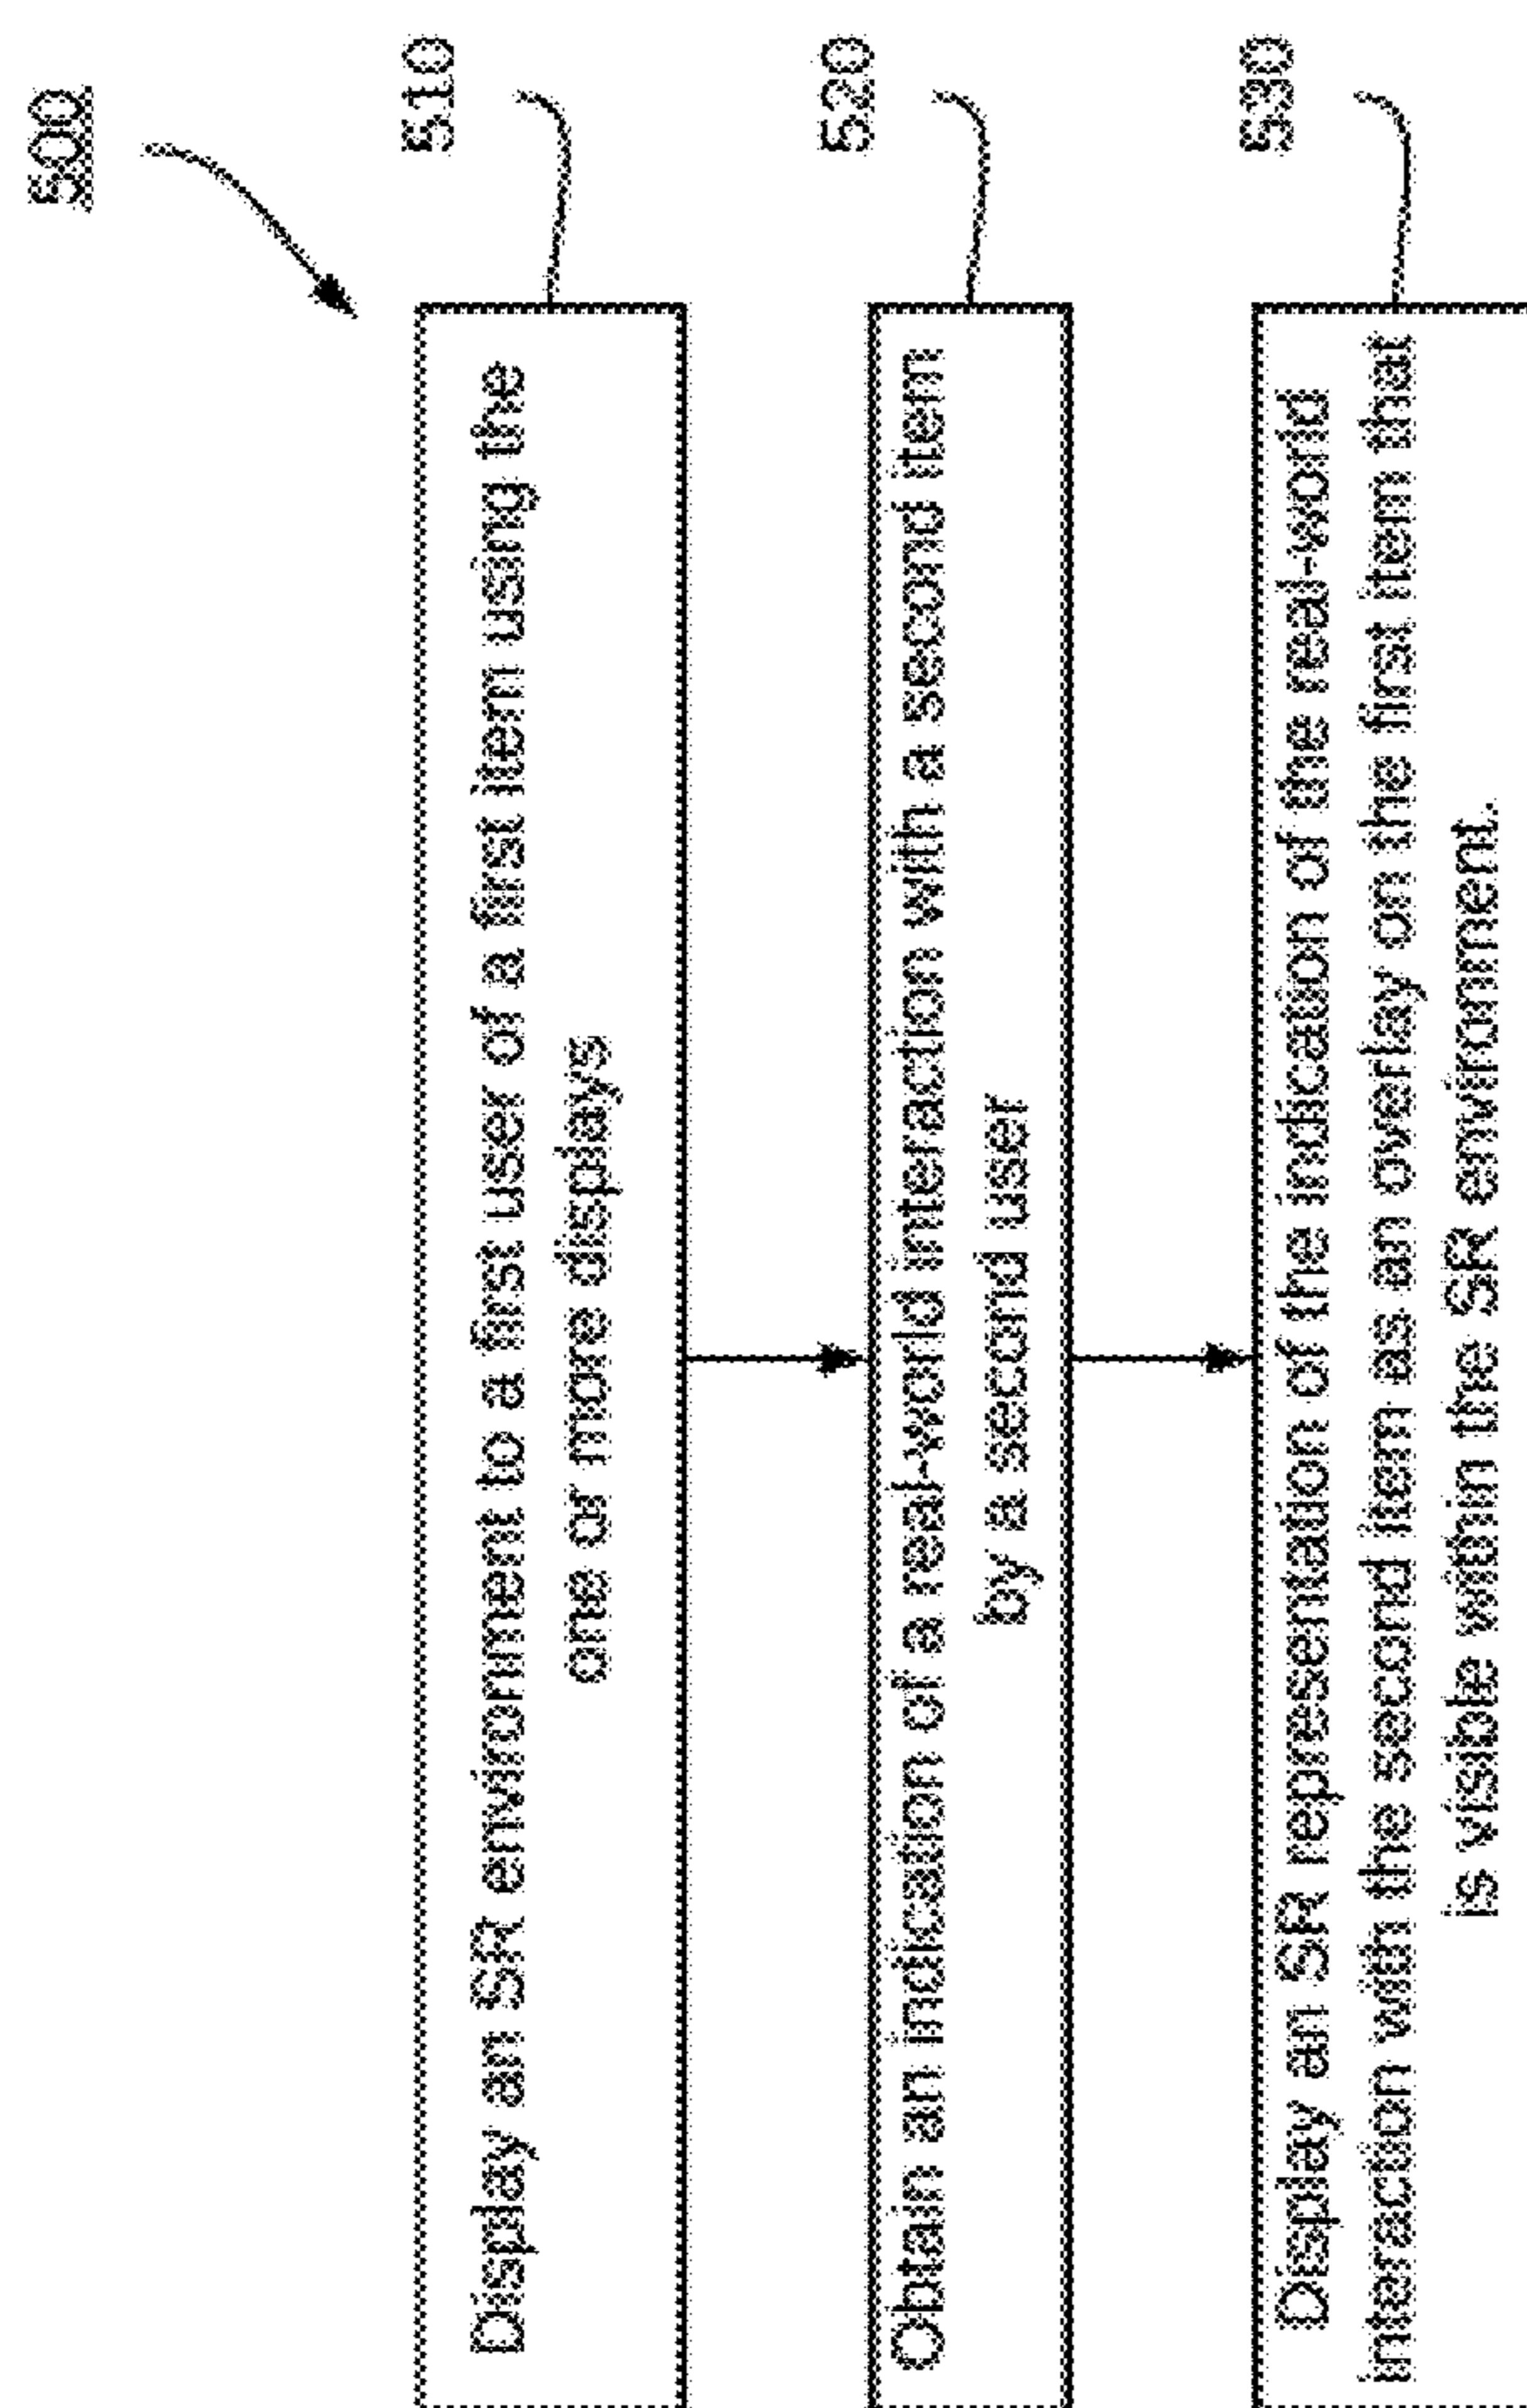 500
510
Display an SR environment to a first user of a first item using the
one or more displays
520
Obtain an indication of a real-world interaction with a second item
by a second user
530
Display an SR representation of the indication of the real-world
interaction with the second item as an overlay on the first item that
is visible within the SR environment.